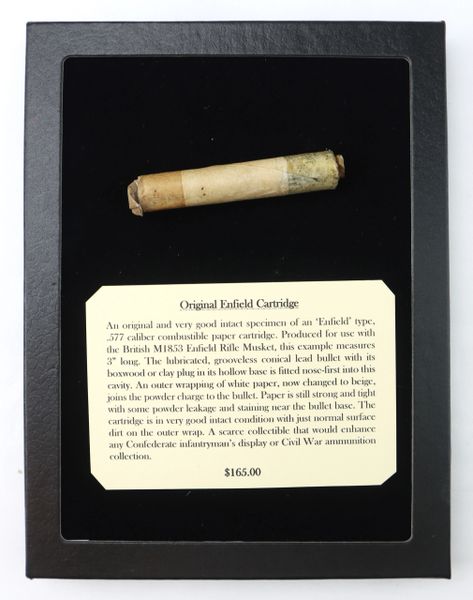 Original Enfield Cartridge
An original and very good intact specimen of an 'Enfield' type,
.577 caliber combustible paper cartridge. Produced for use with
the British M1853 Enfield Rifle Musket, this example measures
3" long. The lubricated, grooveless conical lead bullet with its
boxwood or clay plug in its hollow base is fitted nose-first into this
cavity. An outer wrapping of white paper, now changed to beige,
joins the powder charge to the bullet. Paper is still strong and tight
with some powder leakage and staining near the bullet base. The
cartridge is in very good intact condition with just normal surface
dirt on the outer wrap. A scarce collectible that would enhance
any Confederate infantryman's display or Civil War ammunition
collection.
$165.00